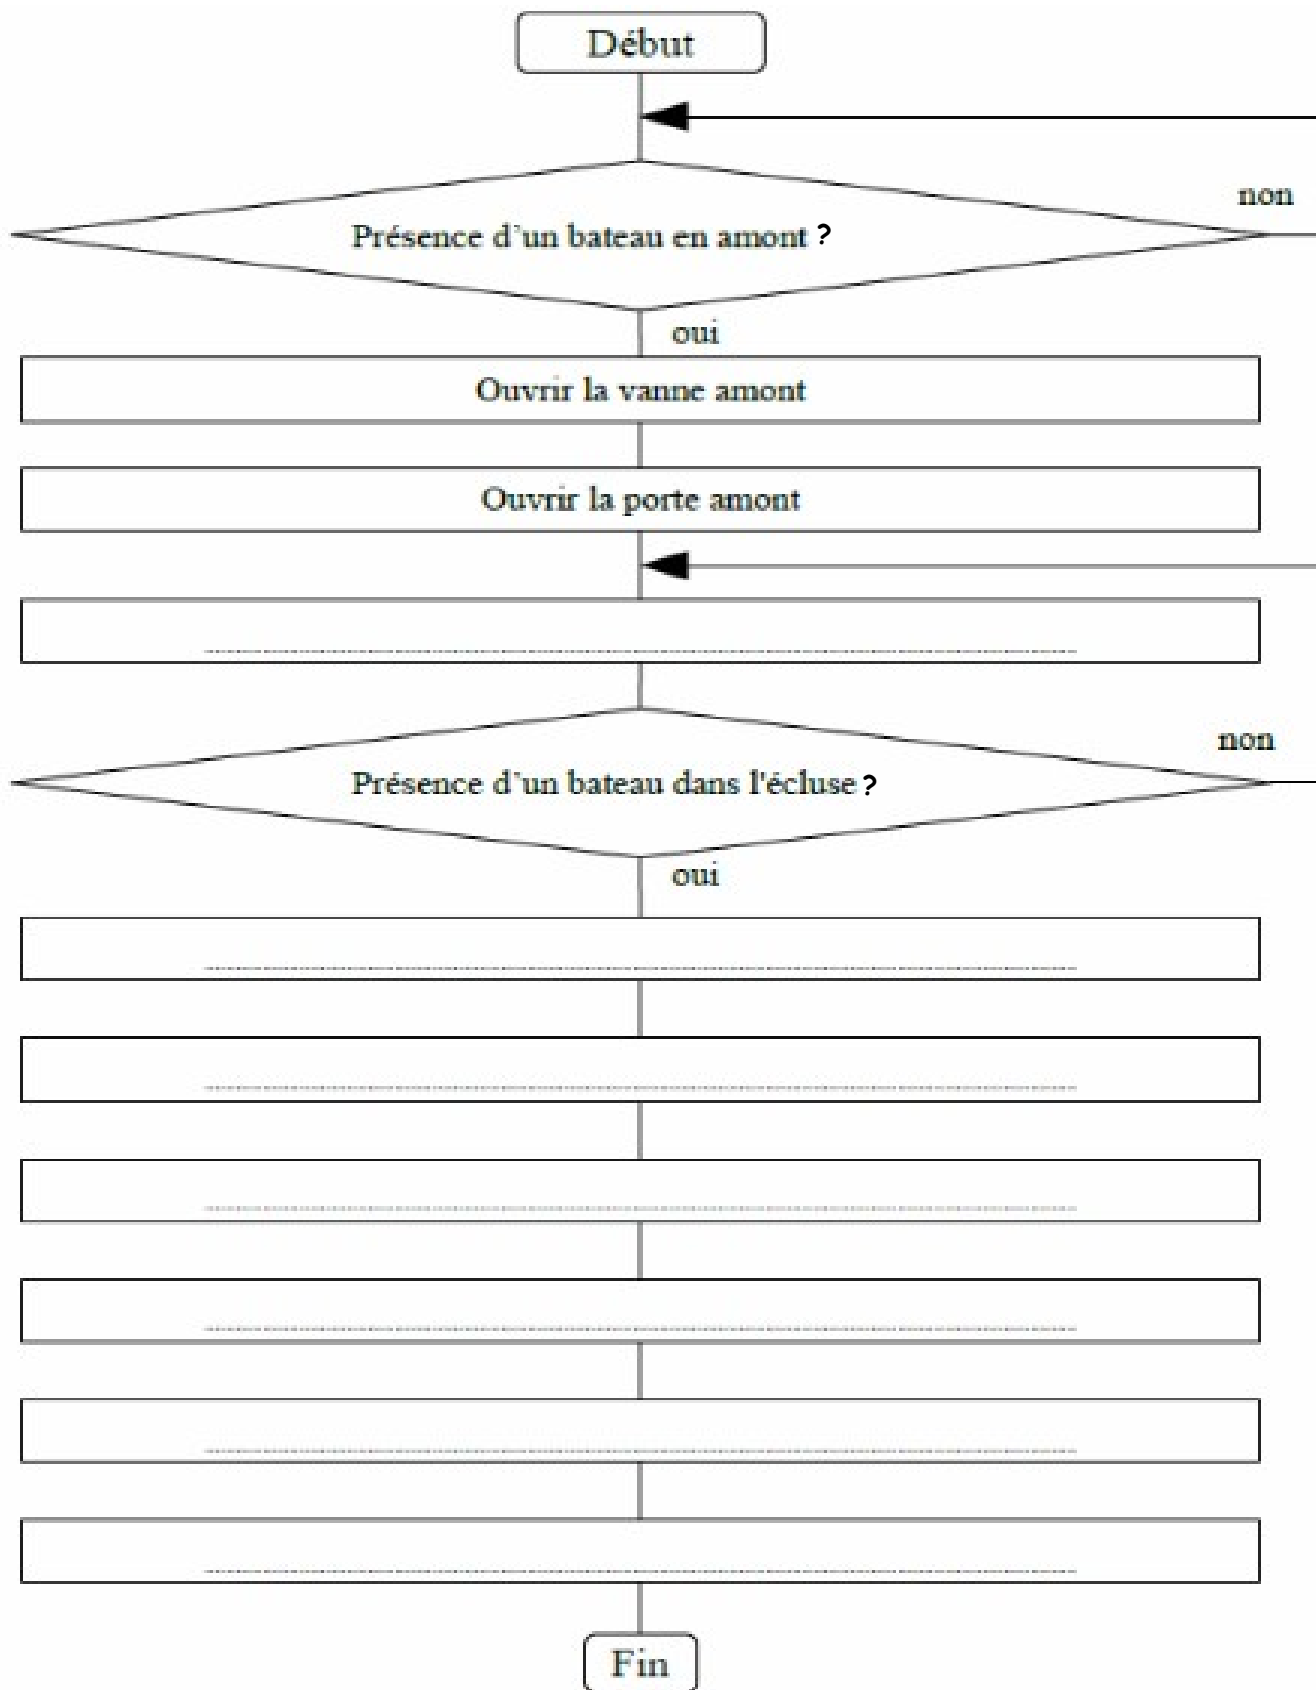 Début
non
Présence d'un bateau en amont ?
oui
Ouvrir la vanne amont
Ouvrir la porte amont
non
Présence d'un bateau dans l'écluse ?
oui
Fin